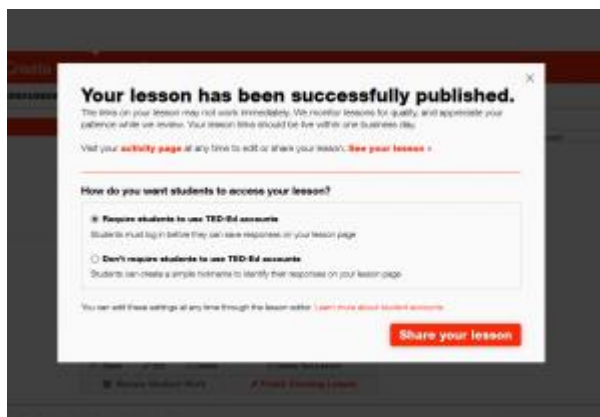 Create
×
Your lesson has been successfully published.
The links on your lesson may not work immediately. We monitor lessons for quality, and appreciate your
patience while we review. Your lesson links should be live within one business day.
Visit your activity page at any time to edit or share your lesson. See your lesson »
How do you want students to access your lesson?
Require students to use TED-Ed accounts
Students must log in before they can save responses on your lesson page
Don't require students to use TED-Ed accounts
Students can create a simple nickname to identify their responses on your lesson page
You can edit these settings at any time through the lesson editor. Learn more about student accounts
Share your lesson
Review Student Work